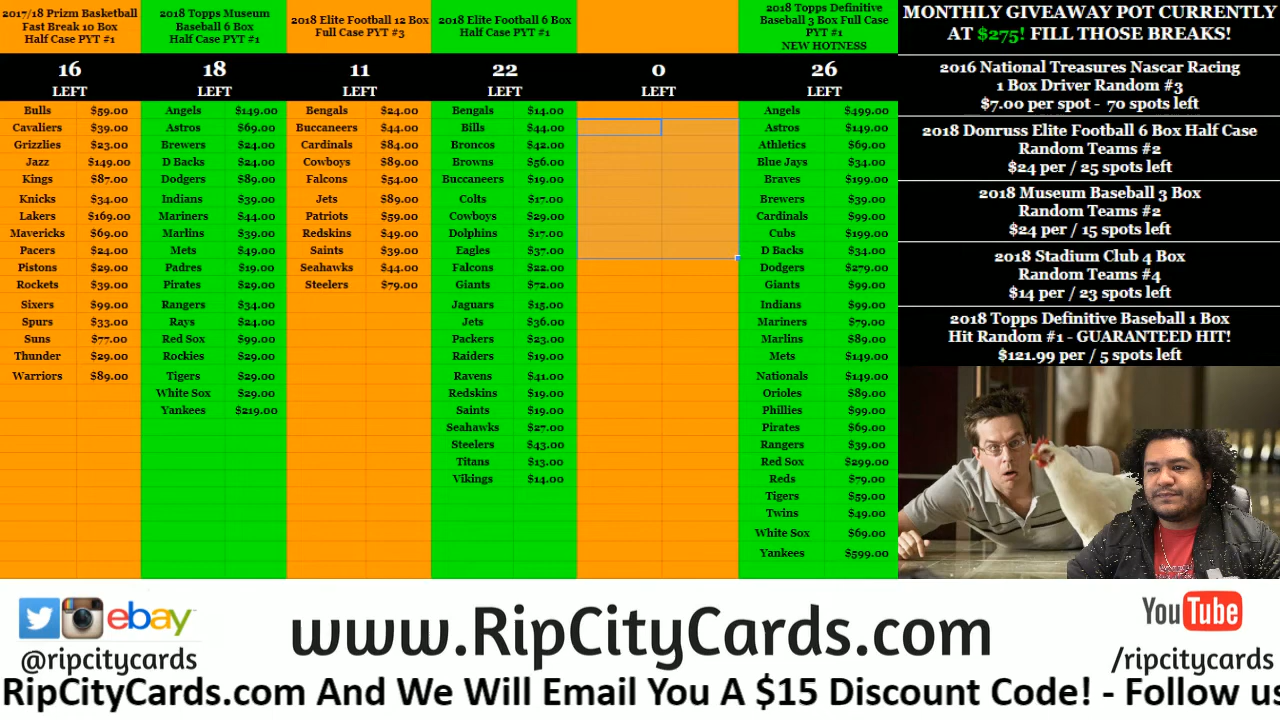 2017/18 Prizm Basketball
Fast Break 10 Box
Half Case PYT #1
16
LEFT
Bulls $59.00
Cavaliers $39.00
Grizzlies $23.00
Jazz $149.00
Kings $87.00
Knicks $34.00
Lakers $169.00
Mavericks $69.00
Pacers $24.00
Pistons $29.00
Rockets $39.00
Sixers $99.00
Spurs $33.00
Suns $77.00
Thunder $29.00
Warriors $89.00
2018 Topps Museum
Baseball 6 Box
Half Case PYT #1
18
LEFT
Angels $149.00
Astros $69.00
Brewers $24.00
D Backs $24.00
Dodgers $89.00
Indians $39.00
Mariners $44.00
Marlins $39.00
Mets $49.00
Padres $19.00
Pirates $29.00
Rangers $34.00
Rays $24.00
Red Sox $99.00
Rockies $29.00
Tigers $29.00
White Sox $29.00
Yankees $219.00
2018 Elite Football 12 Box
Full Case PYT #3
11
LEFT
Bengals $24.00
Buccaneers $44.00
Cardinals $84.00
Cowboys $89.00
Falcons $54.00
Jets $89.00
Patriots $59.00
Redskins $49.00
Saints $39.00
Seahawks $44.00
Steelers $79.00
2018 Elite Football 6 Box
Half Case PYT #1
22
LEFT
Bengals $14.00
Bills $44.00
Broncos $42.00
Browns $56.00
Buccaneers $19.00
Colts $17.00
Cowboys $29.00
Dolphins $17.00
Eagles $37.00
Falcons $22.00
Giants $72.00
Jaguars $15.00
Jets $36.00
Packers $23.00
Raiders $19.00
Ravens $41.00
Redskins $19.00
Saints $19.00
Seahawks $27.00
Steelers $43.00
Titans $13.00
Vikings $14.00
0
LEFT
2018 Topps Definitive
Baseball 3 Box Full Case
PYT #1
NEW HOTNESS
26
LEFT
Angels $499.00
Astros $149.00
Athletics $69.00
Blue Jays $34.00
Braves $199.00
Brewers $39.00
Cardinals $99.00
Cubs $199.00
D Backs $34.00
Dodgers $279.00
Giants $99.00
Indians $99.00
Mariners $79.00
Marlins $89.00
Mets $149.00
Nationals $149.00
Orioles $89.00
Phillies $99.00
Pirates $69.00
Rangers $39.00
Red Sox $299.00
Reds $79.00
Tigers $59.00
Twins $49.00
White Sox $69.00
Yankees $599.00
MONTHLY GIVEAWAY POT CURRENTLY
AT $275! FILL THOSE BREAKS!
2016 National Treasures Nascar Racing
1 Box Driver Random #3
$7.00 per spot - 70 spots left
2018 Donruss Elite Football 6 Box Half Case
Random Teams #2
$24 per / 25 spots left
2018 Museum Baseball 3 Box
Random Teams #2
$24 per / 15 spots left
2018 Stadium Club 4 Box
Random Teams #4
$14 per / 23 spots left
2018 Topps Definitive Baseball 1 Box
Hit Random #1 - GUARANTEED HIT!
$121.99 per / 5 spots left
ebay
@ripcitycards
www.RipCityCards.com
YouTube
/ripcitycards
RipCityCards.com And We Will Email You A $15 Discount Code! - Follow us